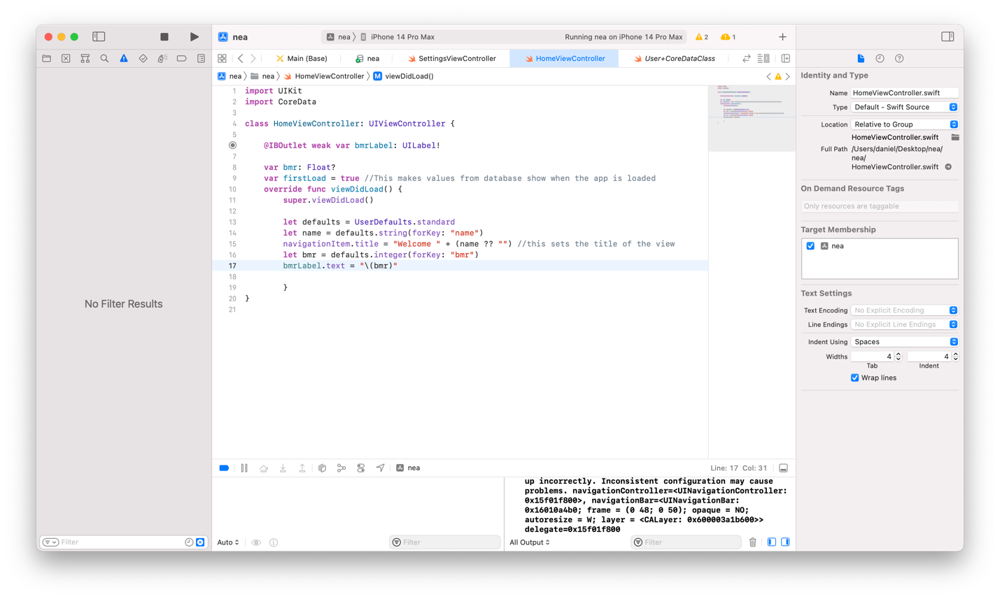 nea
nea
iPhone 14 Pro Max
Running nea on iPhone 14 Pro Max
2
1
Main (Base)
nea
SettingsViewController
HomeViewController
User+CoreDataClass
nea
nea
HomeViewController
M
viewDidLoad()
1 import UIKit
2 import CoreData
3
4 class HomeViewController: UIViewController {
5
@IBOutlet weak var bmrLabel: UILabel!
7
8 var bmr: Float?
9 var firstLoad = true //This makes values from database show when the app is loaded
10 override func viewDidLoad() {
11 super.viewDidLoad()
12
13 let defaults = UserDefaults.standard
14 let name = defaults.string(forKey: "name")
15 navigationItem.title = "Welcome " + (name ?? "") //this sets the title of the view
16 let bmr = defaults.integer(forKey: "bmr")
17 bmrLabel.text = "\(bmr)"
18
19 }
20 }
21
No Filter Results
Filter
Identity and Type
Name HomeViewController.swift
Type Default - Swift Source
Location Relative to Group
HomeViewController.swift
Full Path /Users/daniel/Desktop/nea/
nea/
HomeViewController.swift
On Demand Resource Tags
Only resources are taggable
Target Membership
nea
Text Settings
Text Encoding No Explicit Encoding
Line Endings No Explicit Line Endings
Indent Using Spaces
Widths 4 4
Tab Indent
Wrap lines
nea
Line: 17 Col: 31
up incorrectly. Inconsistent configuration may cause
problems. navigationController=<UINavigationController:
0x15f01f800>, navigationBar=<UINavigationBar:
0x16010a4b0; frame = (0 48; 0 50); opaque = NO;
autoresize = W; layer = <CALayer: 0x600003a1b600>>
delegate=0x15f01f800
Auto
Filter
All Output
Filter